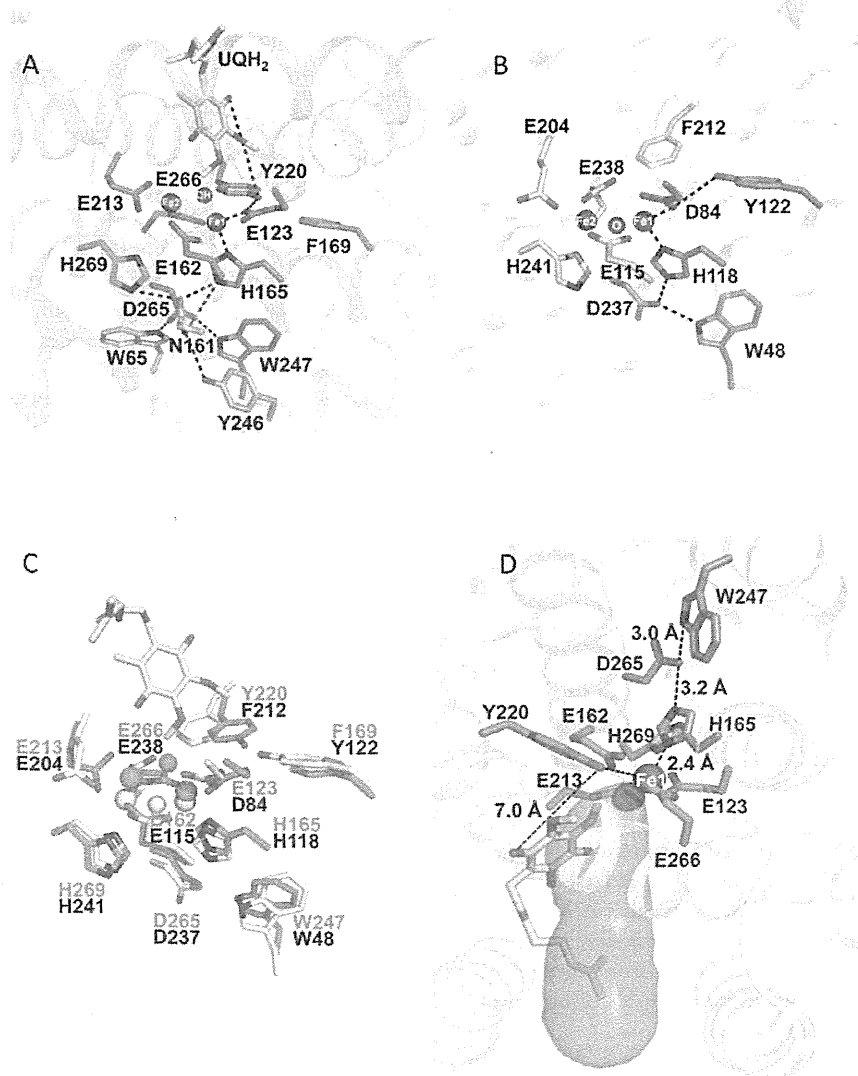 A
UQH₂
E266
Y220
E213
E123
F169
H269
E162
H165
D265
W65
N161
W247
Y246
B
E204
F212
E238
D84
Y122
H241
E115
H118
D237
W48
C
Y220
F212
E213
E204
E266
E238
F169
Y122
E123
D84
E162
E115
H165
H118
H269
H241
D265
D237
W247
W48
D
W247
3.0 Å
D265
3.2 Å
Y220
E162
H269
H165
2.4 Å
Fe1
E213
E123
7.0 Å
E266